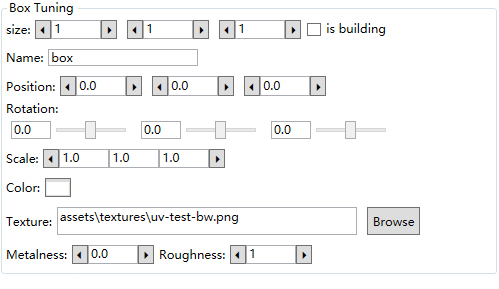 Box Tuning
size: 1 1 1 is building
Name: box
Position: 0.0 0.0 0.0
Rotation:
0.0 0.0 0.0
Scale: 1.0 1.0 1.0
Color:
Texture: assets\textures\uv-test-bw.png Browse
Metalness: 0.0 Roughness: 1